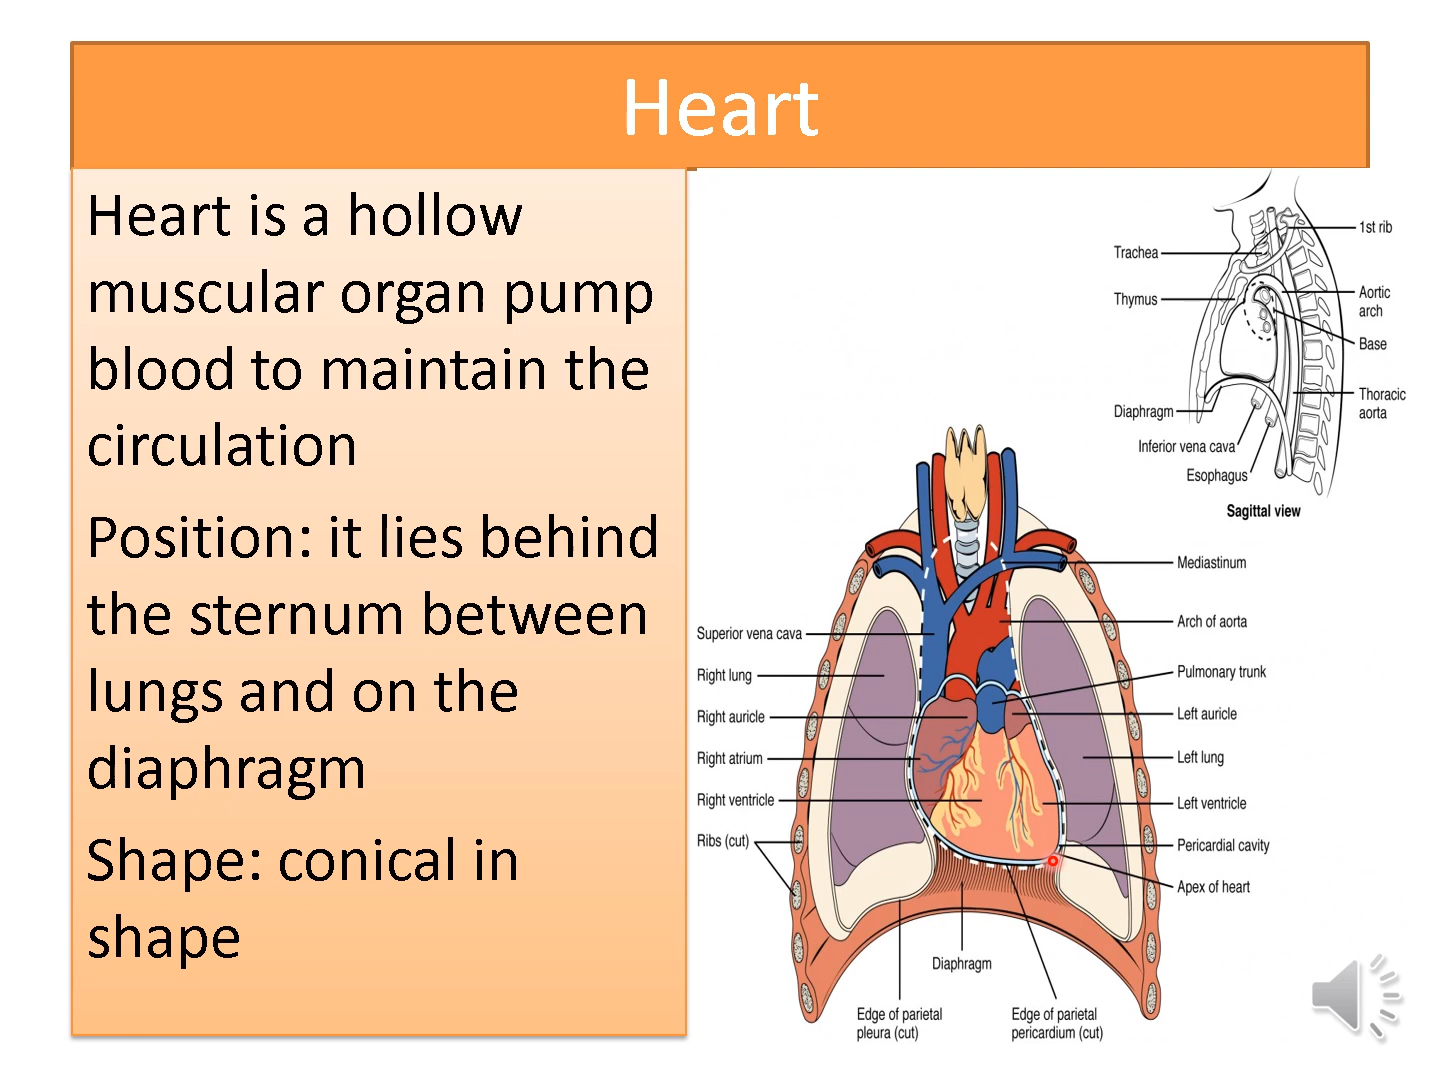 Heart
Heart is a hollow
muscular organ pump
blood to maintain the
circulation
Position: it lies behind
the sternum between
lungs and on the
diaphragm
Shape: conical in
shape
1st rib
Trachea
Thymus
Aortic
arch
Base
Thoracic
aorta
Diaphragm
Inferior vena cava
Esophagus
Sagittal view
Mediastinum
Arch of aorta
Superior vena cava
Pulmonary trunk
Right lung
Left auricle
Right auricle
Left lung
Right atrium
Left ventricle
Right ventricle
Ribs (cut)
Pericardial cavity
Apex of heart
Diaphragm
Edge of parietal
pleura (cut)
Edge of parietal
pericardium (cut)